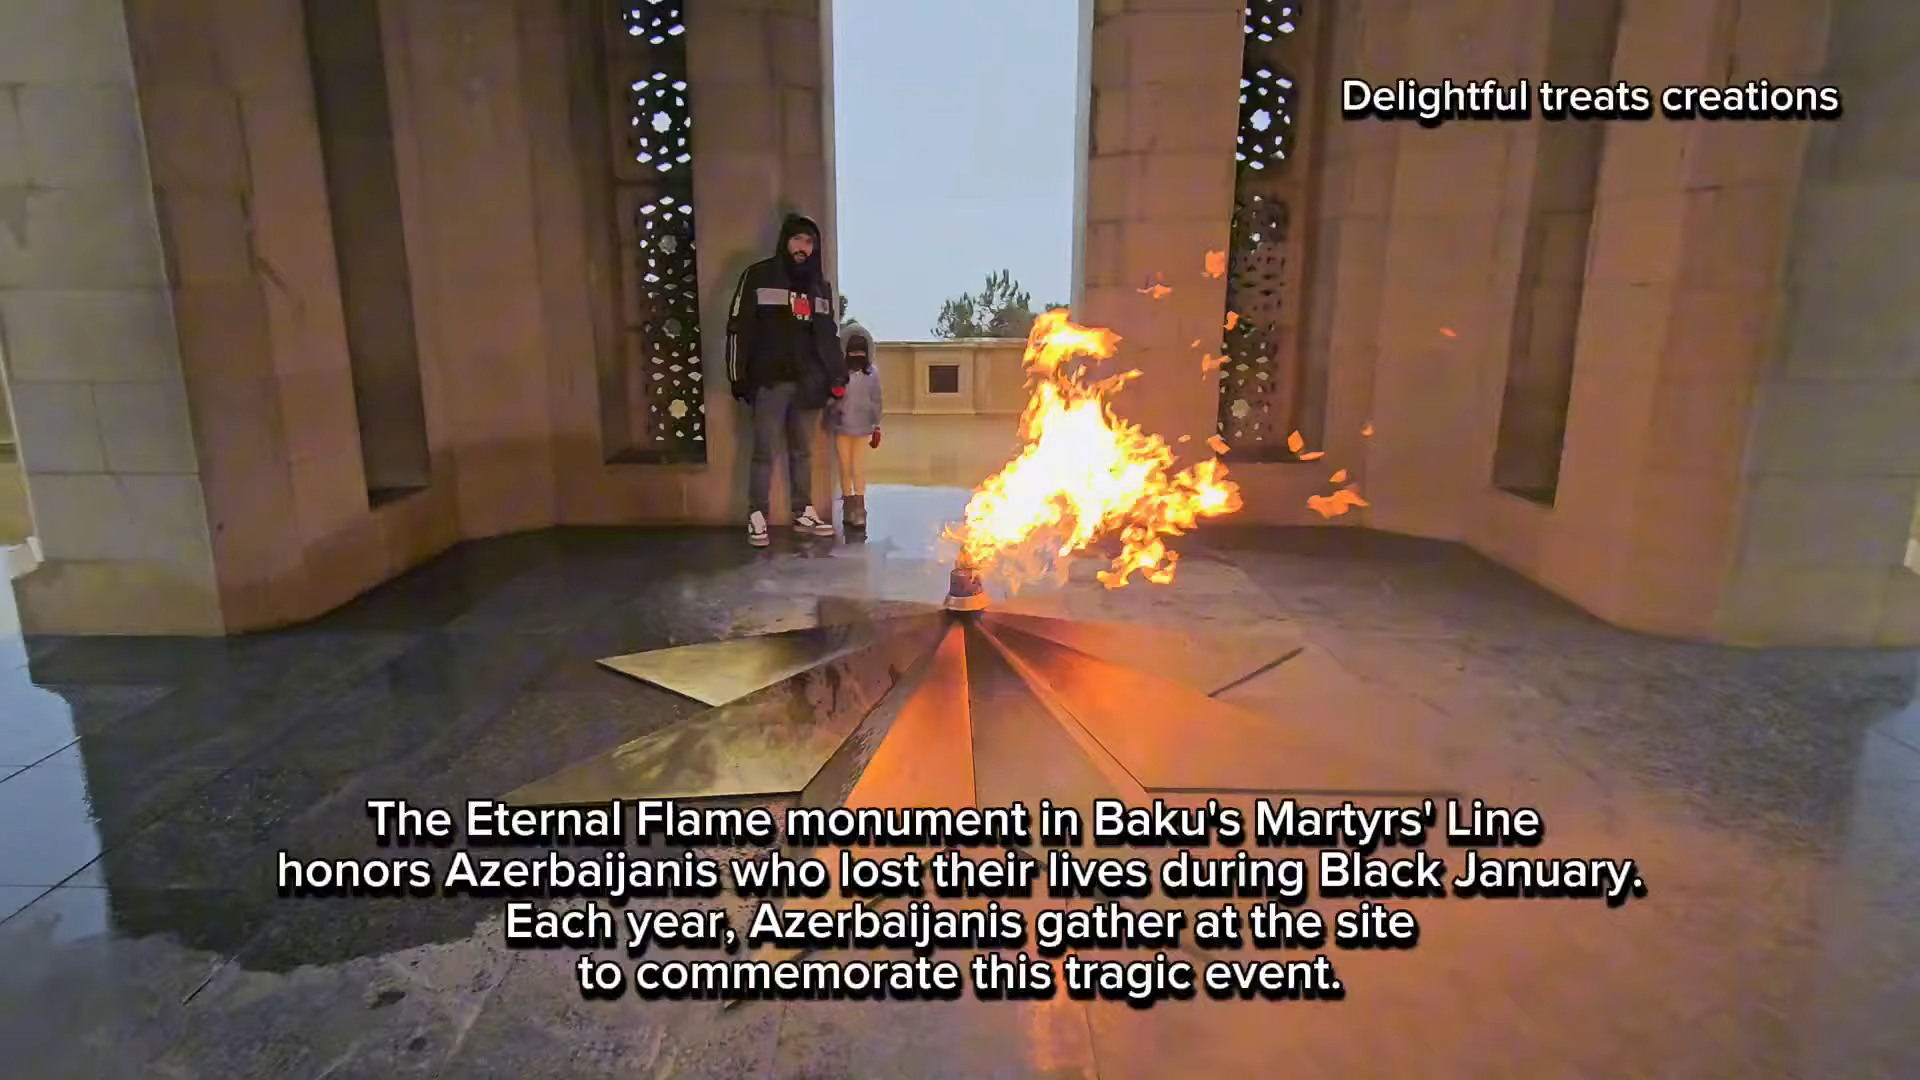 Delightful treats creations
The Eternal Flame monument in Baku's Martyrs' Line
honors Azerbaijanis who lost their lives during Black January.
Each year, Azerbaijanis gather at the site
to commemorate this tragic event.